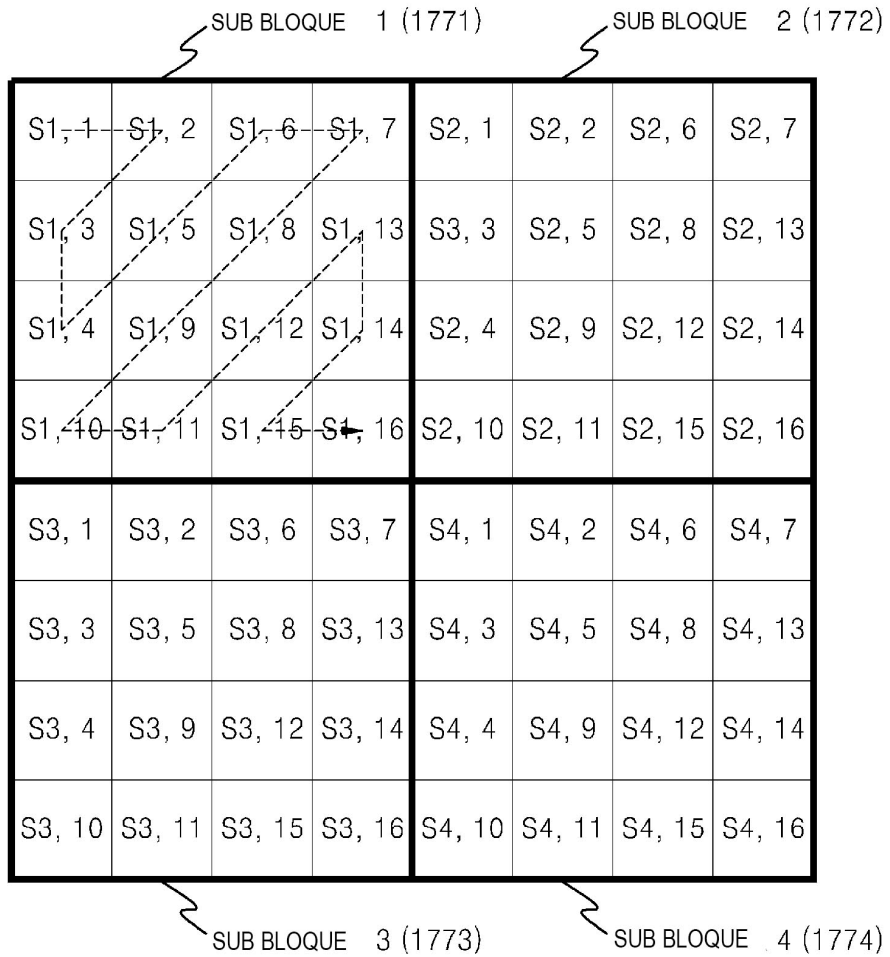 SUB BLOQUE 1 (1771) SUB BLOQUE 2 (1772)
S1, 1 S1, 2 S1, 6 S1, 7 S2, 1 S2, 2 S2, 6 S2, 7
S1, 3 S1, 5 S1, 8 S1, 13 S3, 3 S2, 5 S2, 8 S2, 13
S1, 4 S1, 9 S1, 12 S1, 14 S2, 4 S2, 9 S2, 12 S2, 14
S1, 10 S1, 11 S1, 15 S1, 16 S2, 10 S2, 11 S2, 15 S2, 16
S3, 1 S3, 2 S3, 6 S3, 7 S4, 1 S4, 2 S4, 6 S4, 7
S3, 3 S3, 5 S3, 8 S3, 13 S4, 3 S4, 5 S4, 8 S4, 13
S3, 4 S3, 9 S3, 12 S3, 14 S4, 4 S4, 9 S4, 12 S4, 14
S3, 10 S3, 11 S3, 15 S3, 16 S4, 10 S4, 11 S4, 15 S4, 16
SUB BLOQUE 3 (1773) SUB BLOQUE 4 (1774)